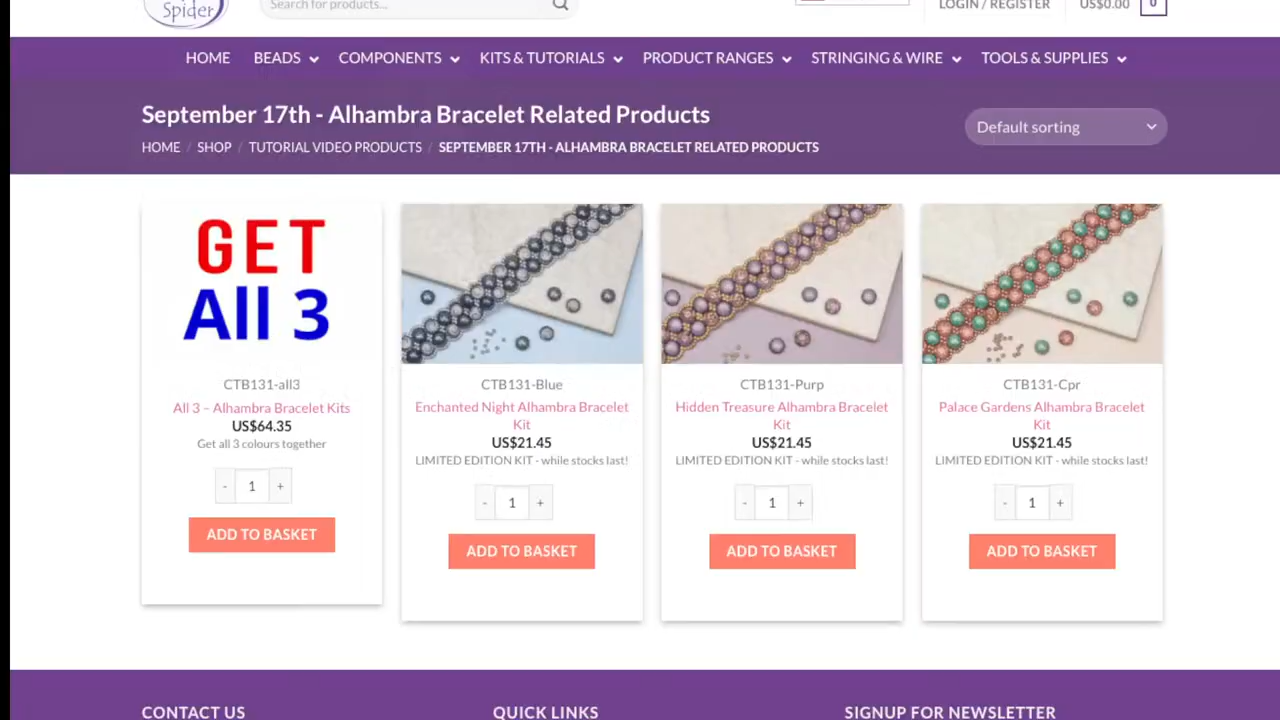 Spider
Search for products...
LOGIN / REGISTER
US$0.00
0
HOME
BEADS
COMPONENTS
KITS & TUTORIALS
PRODUCT RANGES
STRINGING & WIRE
TOOLS & SUPPLIES
September 17th - Alhambra Bracelet Related Products
Default sorting
HOME / SHOP / TUTORIAL VIDEO PRODUCTS / SEPTEMBER 17TH - ALHAMBRA BRACELET RELATED PRODUCTS
GET
All 3
CTB131-all3
All 3 – Alhambra Bracelet Kits
US$64.35
Get all 3 colours together
- 1 +
ADD TO BASKET
CTB131-Blue
Enchanted Night Alhambra Bracelet
Kit
US$21.45
LIMITED EDITION KIT - while stocks last!
- 1 +
ADD TO BASKET
CTB131-Purp
Hidden Treasure Alhambra Bracelet
Kit
US$21.45
LIMITED EDITION KIT - while stocks last!
- 1 +
ADD TO BASKET
CTB131-Cpr
Palace Gardens Alhambra Bracelet
Kit
US$21.45
LIMITED EDITION KIT - while stocks last!
- 1 +
ADD TO BASKET
CONTACT US
QUICK LINKS
SIGNUP FOR NEWSLETTER